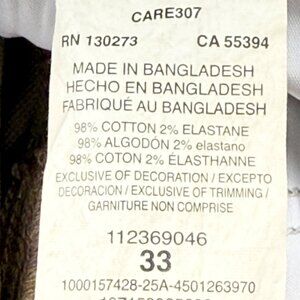 CARE307
RN 130273 CA 55394
MADE IN BANGLADESH
HECHO EN BANGLADESH
FABRIQUÉ AU BANGLADESH
98% COTTON 2% ELASTANE
98% ALGODÓN 2% elastano
98% COTON 2% ÉLASTHANNE
EXCLUSIVE OF DECORATION / EXCEPTO
DECORACION / EXCLUSIVE OF TRIMMING /
GARNITURE NON COMPRISE
112369046
33
1000157428-25A-4501263970